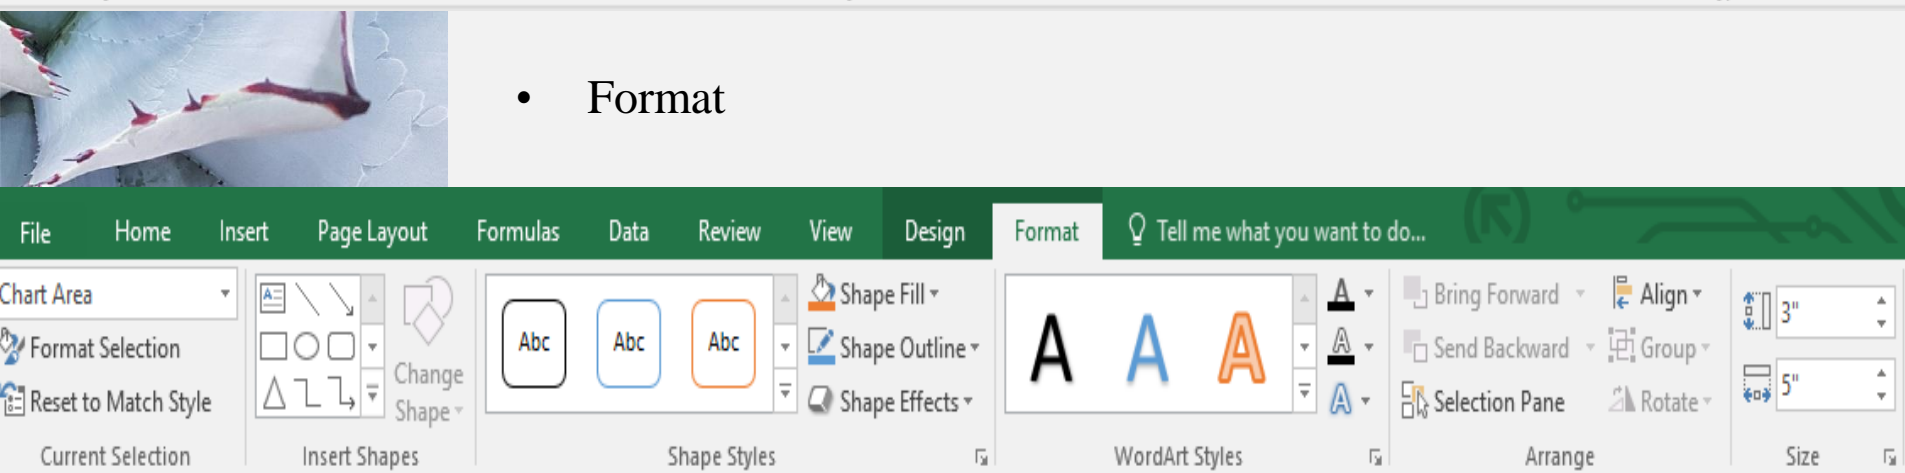 • Format
File Home Insert Page Layout Formulas Data Review View Design Format Tell me what you want to do...
Chart Area
Format Selection
Reset to Match Style
Current Selection
A
Change
Shape
Insert Shapes
Abc Abc Abc
Shape Fill
Shape Outline
Shape Effects
Shape Styles
A A A
A
A
A
WordArt Styles
Bring Forward
Send Backward
Selection Pane
Align
Group
Rotate
Arrange
3"
5"
Size